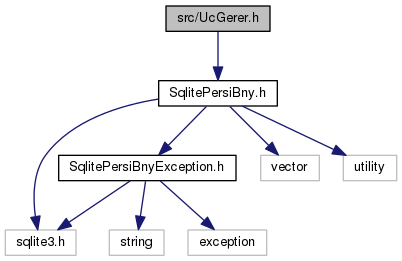 src/UcGerer.h
SqlitePersiBny.h
SqlitePersiBnyException.h
vector
utility
sqlite3.h
string
exception